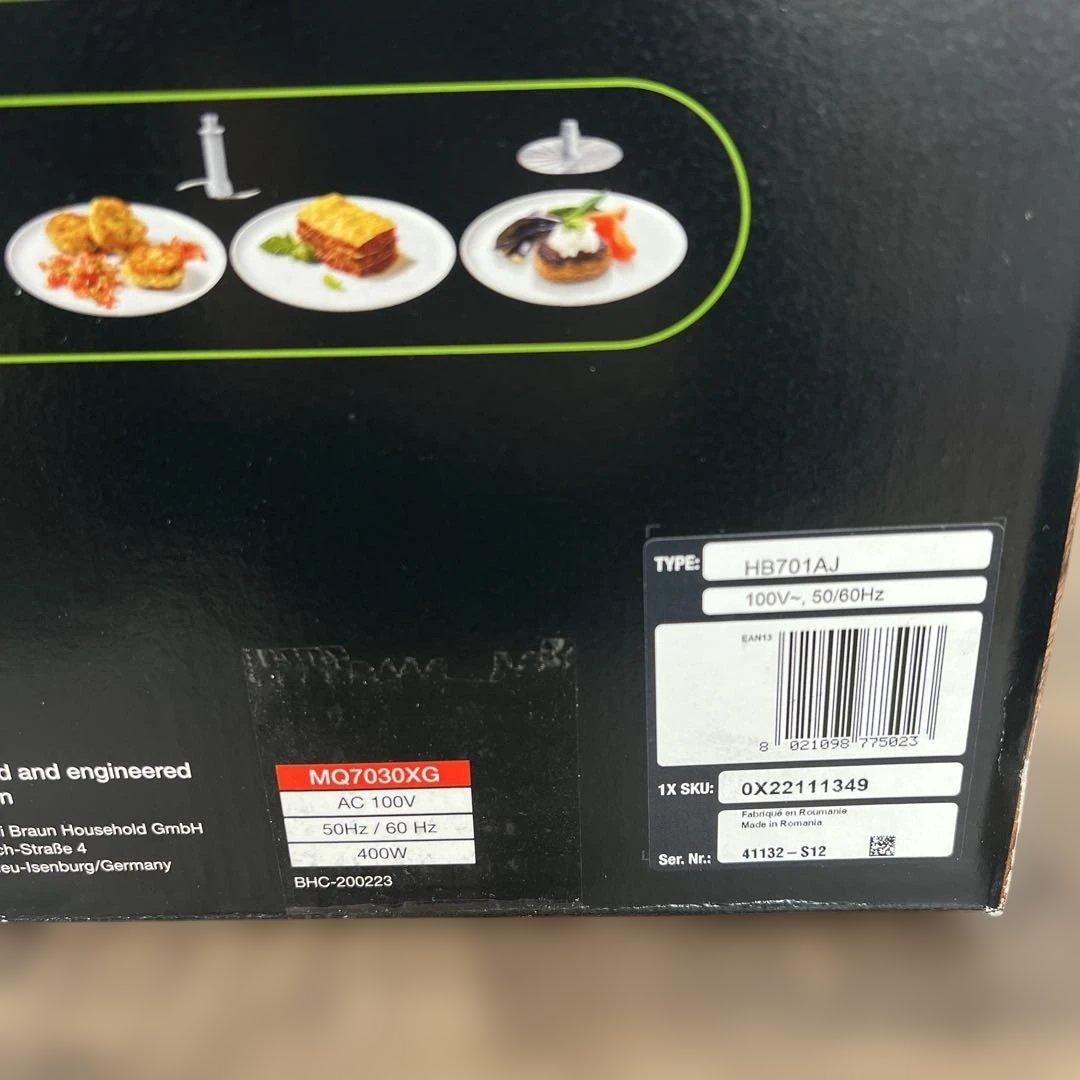 d and engineered
n
i Braun Household GmbH
ch-Straße 4
eu-Isenburg/Germany
MQ7030XG
AC 100V
50Hz / 60 Hz
400W
BHC-200223
TYPE: HB701AJ
100V~, 50/60Hz
EAN13
8 021098 775023
1X SKU: 0X22111349
Fabriqué en Roumanie
Made in Romania
Ser. Nr.: 41132-S12